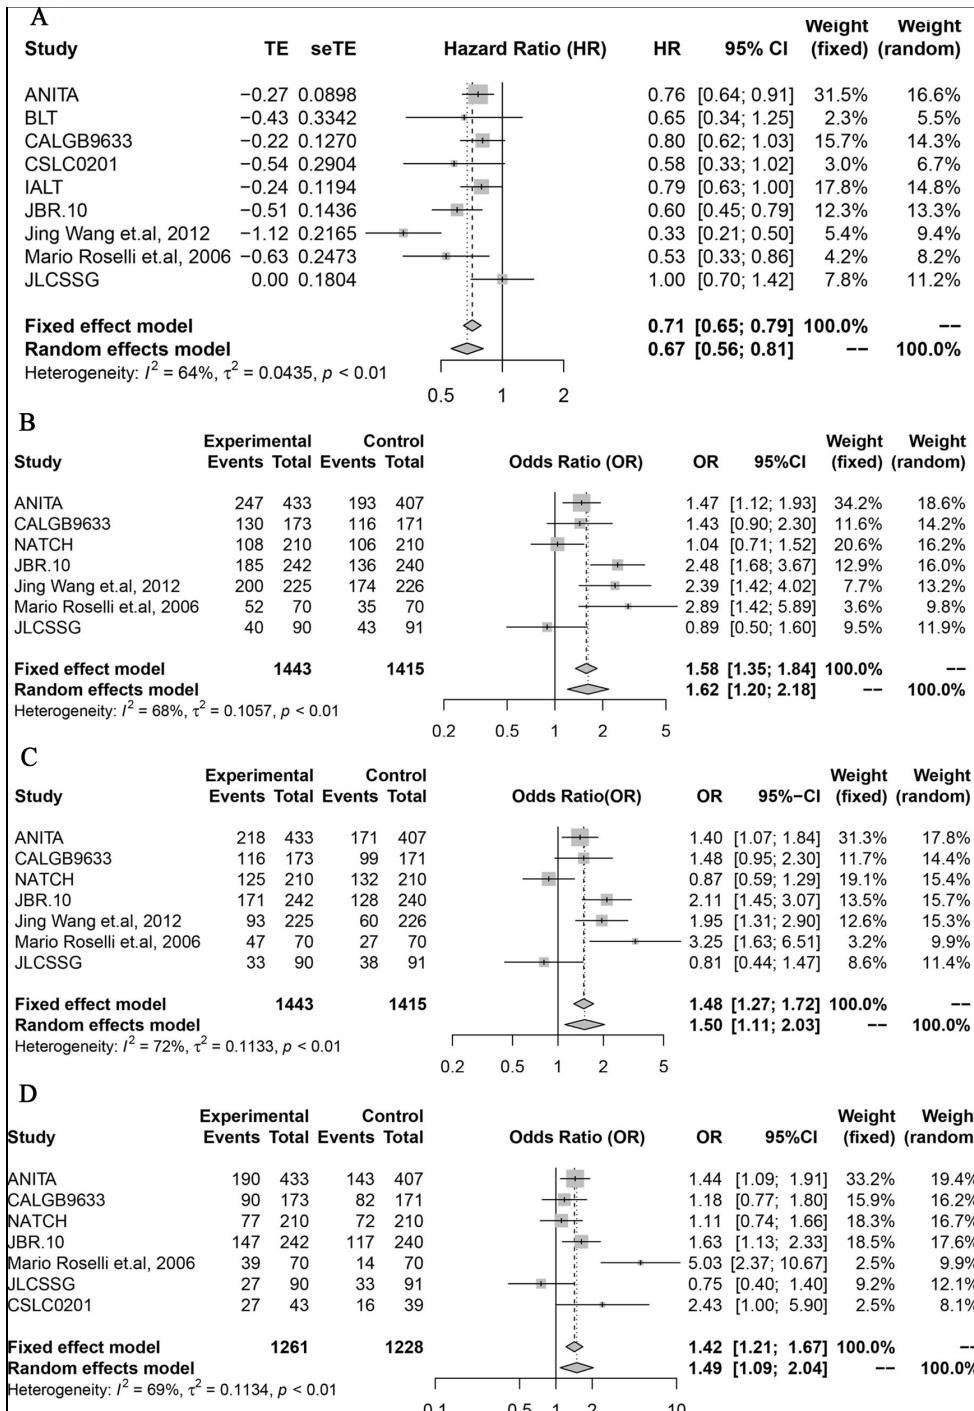 A
Weight Weight
Study TE seTE Hazard Ratio (HR) HR 95% CI (fixed) (random)
ANITA −0.27 0.0898 0.76 [0.64; 0.91] 31.5% 16.6%
BLT −0.43 0.3342 0.65 [0.34; 1.25] 2.3% 5.5%
CALGB9633 −0.22 0.1270 0.80 [0.62; 1.03] 15.7% 14.3%
CSLC0201 −0.54 0.2904 0.58 [0.33; 1.02] 3.0% 6.7%
IALT −0.24 0.1194 0.79 [0.63; 1.00] 17.8% 14.8%
JBR.10 −0.51 0.1436 0.60 [0.45; 0.79] 12.3% 13.3%
Jing Wang et.al, 2012 −1.12 0.2165 0.33 [0.21; 0.50] 5.4% 9.4%
Mario Roselli et.al, 2006 −0.63 0.2473 0.53 [0.33; 0.86] 4.2% 8.2%
JLCSSG 0.00 0.1804 1.00 [0.70; 1.42] 7.8% 11.2%
Fixed effect model 0.71 [0.65; 0.79] 100.0% −−
Random effects model 0.67 [0.56; 0.81] −− 100.0%
Heterogeneity: I² = 64%, τ² = 0.0435, p < 0.01
0.5 1 2
B
Experimental Control Weight Weight
Study Events Total Events Total Odds Ratio (OR) OR 95%CI (fixed) (random)
ANITA 247 433 193 407 1.47 [1.12; 1.93] 34.2% 18.6%
CALGB9633 130 173 116 171 1.43 [0.90; 2.30] 11.6% 14.2%
NATCH 108 210 106 210 1.04 [0.71; 1.52] 20.6% 16.2%
JBR.10 185 242 136 240 2.48 [1.68; 3.67] 12.9% 16.0%
Jing Wang et.al, 2012 200 225 174 226 2.39 [1.42; 4.02] 7.7% 13.2%
Mario Roselli et.al, 2006 52 70 35 70 2.89 [1.42; 5.89] 3.6% 9.8%
JLCSSG 40 90 43 91 0.89 [0.50; 1.60] 9.5% 11.9%
Fixed effect model 1443 1415 1.58 [1.35; 1.84] 100.0% −−
Random effects model 1.62 [1.20; 2.18] −− 100.0%
Heterogeneity: I² = 68%, τ² = 0.1057, p < 0.01
0.2 0.5 1 2 5
C
Experimental Control Weight Weight
Study Events Total Events Total Odds Ratio(OR) OR 95%−CI (fixed) (random)
ANITA 218 433 171 407 1.40 [1.07; 1.84] 31.3% 17.8%
CALGB9633 116 173 99 171 1.48 [0.95; 2.30] 11.7% 14.4%
NATCH 125 210 132 210 0.87 [0.59; 1.29] 19.1% 15.4%
JBR.10 171 242 128 240 2.11 [1.45; 3.07] 13.5% 15.7%
Jing Wang et.al, 2012 93 225 60 226 1.95 [1.31; 2.90] 12.6% 15.3%
Mario Roselli et.al, 2006 47 70 27 70 3.25 [1.63; 6.51] 3.2% 9.9%
JLCSSG 33 90 38 91 0.81 [0.44; 1.47] 8.6% 11.4%
Fixed effect model 1443 1415 1.48 [1.27; 1.72] 100.0% −−
Random effects model 1.50 [1.11; 2.03] −− 100.0%
Heterogeneity: I² = 72%, τ² = 0.1133, p < 0.01
0.2 0.5 1 2 5
D
Experimental Control Weight Weight
Study Events Total Events Total Odds Ratio (OR) OR 95%CI (fixed) (random)
ANITA 190 433 143 407 1.44 [1.09; 1.91] 33.2% 19.4%
CALGB9633 90 173 82 171 1.18 [0.77; 1.80] 15.9% 16.2%
NATCH 77 210 72 210 1.11 [0.74; 1.66] 18.3% 16.7%
JBR.10 147 242 117 240 1.63 [1.13; 2.33] 18.5% 17.6%
Mario Roselli et.al, 2006 39 70 14 70 5.03 [2.37; 10.67] 2.5% 9.9%
JLCSSG 27 90 33 91 0.75 [0.40; 1.40] 9.2% 12.1%
CSLC0201 27 43 16 39 2.43 [1.00; 5.90] 2.5% 8.1%
Fixed effect model 1261 1228 1.42 [1.21; 1.67] 100.0% −−
Random effects model 1.49 [1.09; 2.04] −− 100.0%
Heterogeneity: I² = 69%, τ² = 0.1134, p < 0.01
0.1 0.5 1 2 10